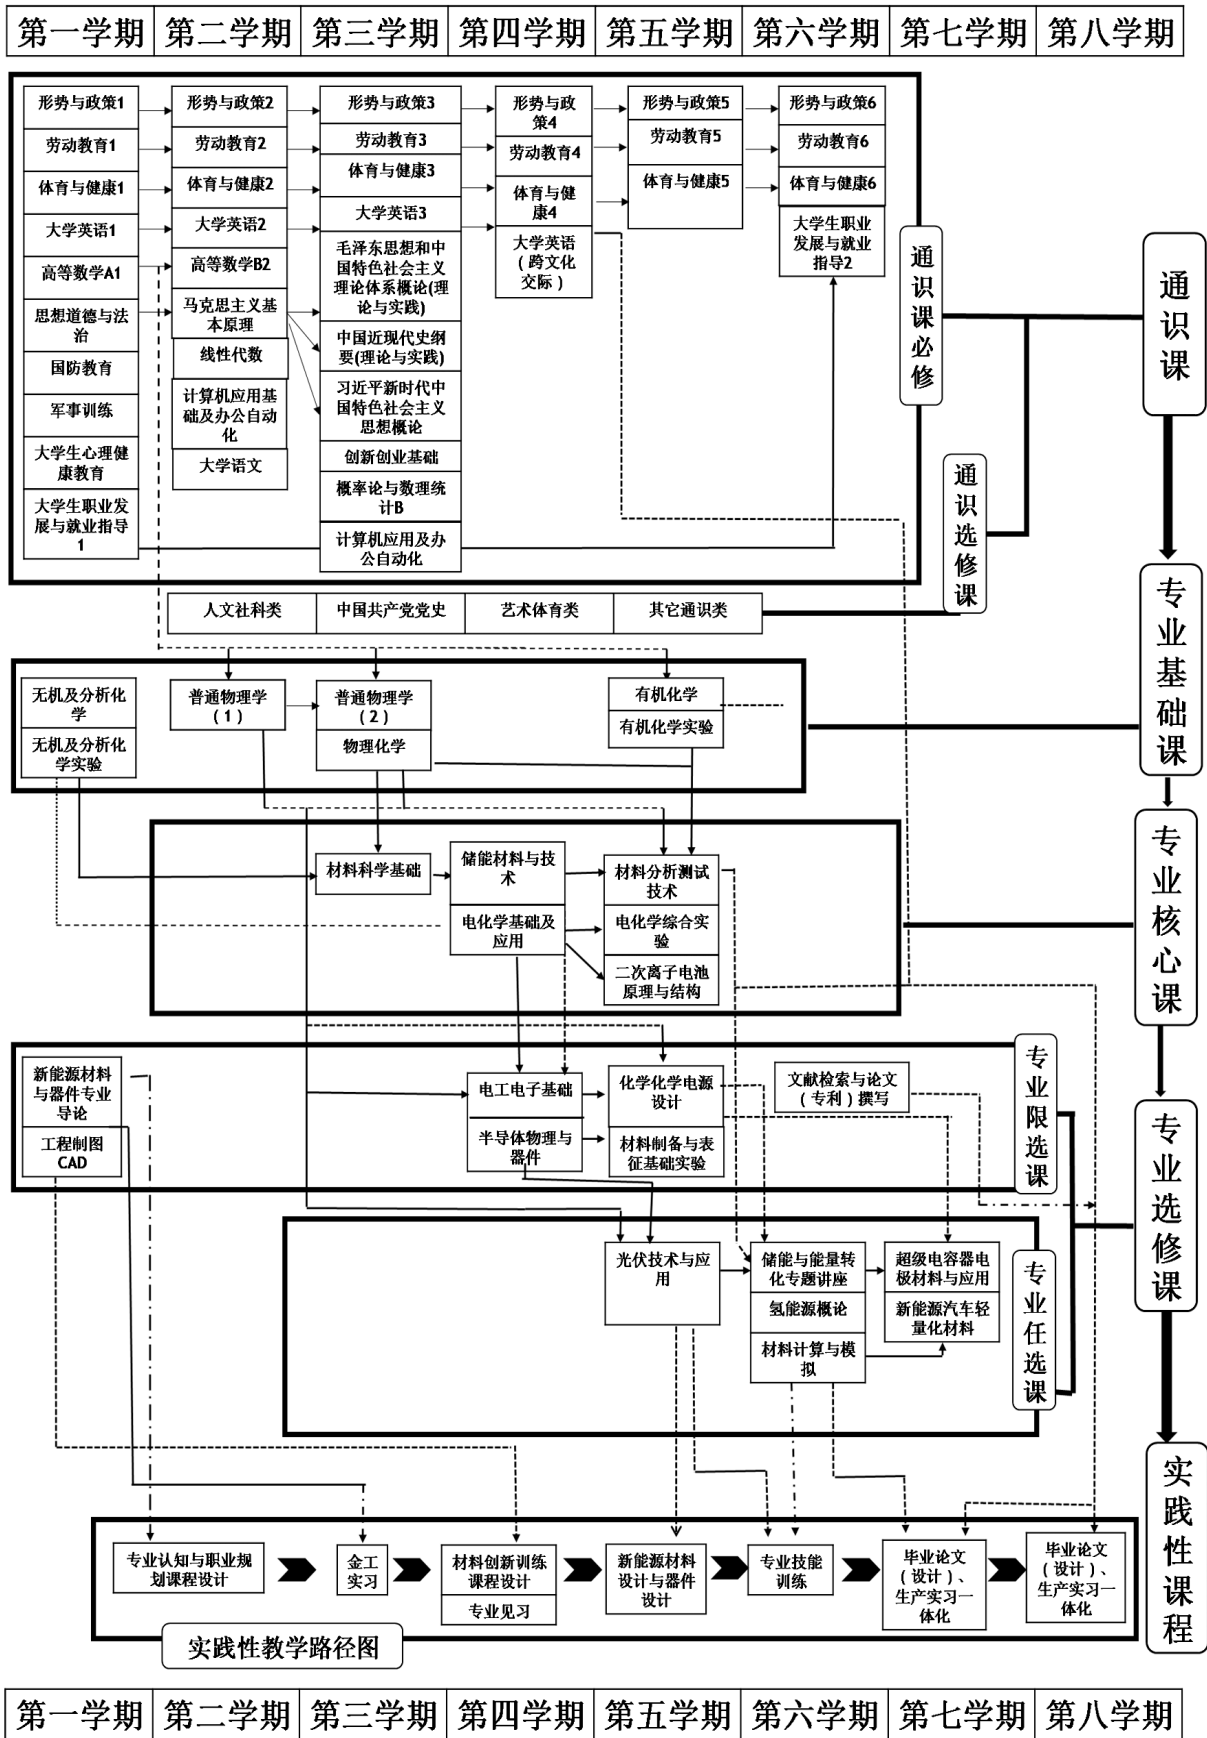 第一学期 第二学期 第三学期 第四学期 第五学期 第六学期 第七学期 第八学期
形势与政策1
劳动教育1
体育与健康1
大学英语1
高等数学A1
思想道德与法
治
国防教育
军事训练
大学生心理健
康教育
大学生职业发
展与就业指导
1
形势与政策2
劳动教育2
体育与健康2
大学英语2
高等数学B2
马克思主义基
本原理
线性代数
计算机应用基
础及办公自动
化
大学语文
形势与政策3
劳动教育3
体育与健康3
大学英语3
毛泽东思想和中
国特色社会主义
理论体系概论(理
论与实践)
中国近现代史纲
要(理论与实践)
习近平新时代中
国特色社会主义
思想概论
创新创业基础
概率论与数理统
计B
计算机应用及办
公自动化
形势与政
策4
劳动教育4
体育与健
康4
大学英语
（跨文化
交际）
形势与政策5
劳动教育5
体育与健康5
形势与政策6
劳动教育6
体育与健康6
大学生职业
发展与就业
指导2
通识课必修
通识课
通识选修课
人文社科类 中国共产党党史 艺术体育类 其它通识类
专业基础课
无机及分析化
学
无机及分析化
学实验
普通物理学
（1）
普通物理学
（2）
物理化学
有机化学
有机化学实验
专业核心课
材料科学基础
储能材料与技
术
电化学基础及
应用
材料分析测试
技术
电化学综合实
验
二次离子电池
原理与结构
专业限选课
专业选修课
新能源材料
与器件专业
导论
工程制图
CAD
电工电子基础
半导体物理与
器件
化学化学电源
设计
材料制备与表
征基础实验
文献检索与论文
（专利）撰写
专业任选课
光伏技术与应
用
储能与能量转
化专题讲座
氢能源概论
材料计算与模
拟
超级电容器电
极材料与应用
新能源汽车轻
量化材料
实践性课程
专业认知与职业规
划课程设计
金工
实习
材料创新训练
课程设计
专业见习
新能源材料
设计与器件
设计
专业技能
训练
毕业论文
（设计）、
生产实习一
体化
毕业论文
（设计）、
生产实习一
体化
实践性教学路径图
第一学期 第二学期 第三学期 第四学期 第五学期 第六学期 第七学期 第八学期